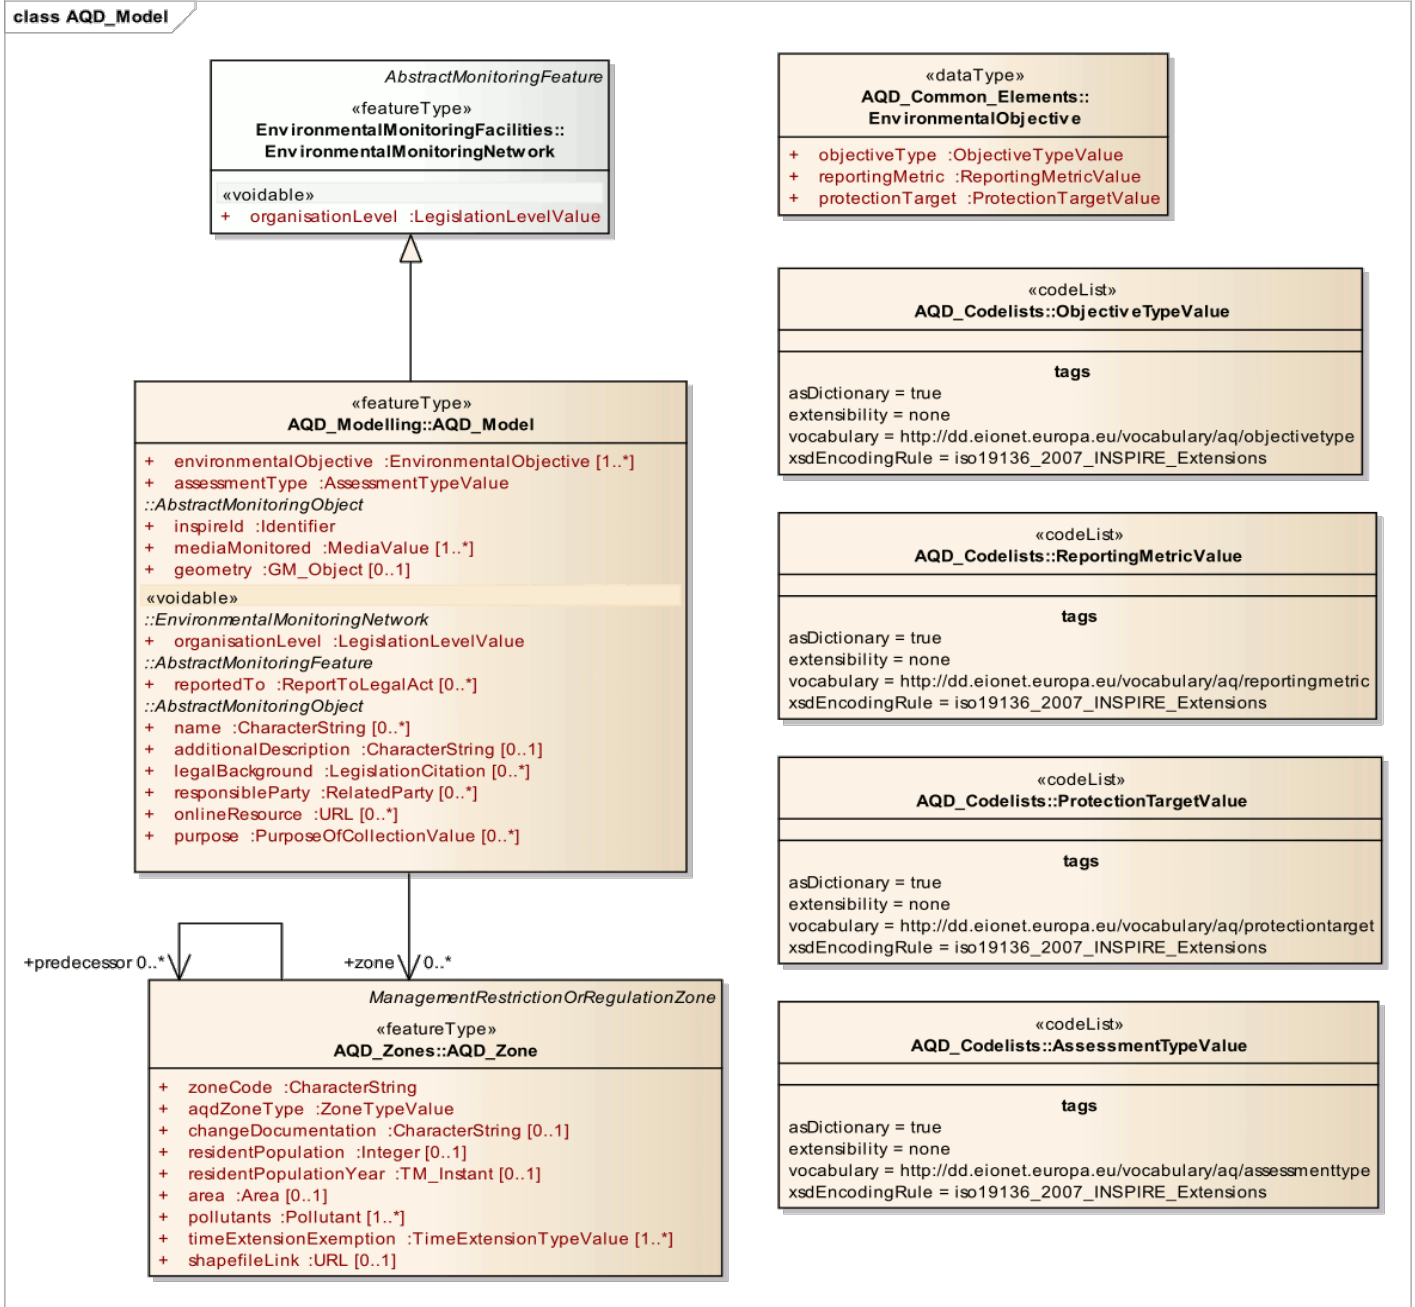 class AQD_Model
AbstractMonitoringFeature
«featureType»
EnvironmentalMonitoringFacilities::
EnvironmentalMonitoringNetwork
«voidable»
+ organisationLevel :LegislationLevelValue
«featureType»
AQD_Modelling::AQD_Model
+ environmentalObjective :EnvironmentalObjective [1..*]
+ assessmentType :AssessmentTypeValue
::AbstractMonitoringObject
+ inspireId :Identifier
+ mediaMonitored :MediaValue [1..*]
+ geometry :GM_Object [0..1]
«voidable»
::EnvironmentalMonitoringNetwork
+ organisationLevel :LegislationLevelValue
::AbstractMonitoringFeature
+ reportedTo :ReportToLegalAct [0..*]
::AbstractMonitoringObject
+ name :CharacterString [0..*]
+ additionalDescription :CharacterString [0..1]
+ legalBackground :LegislationCitation [0..*]
+ responsibleParty :RelatedParty [0..*]
+ onlineResource :URL [0..*]
+ purpose :PurposeOfCollectionValue [0..*]
+predecessor 0..*
+zone 0..*
ManagementRestrictionOrRegulationZone
«featureType»
AQD_Zones::AQD_Zone
+ zoneCode :CharacterString
+ aqdZoneType :ZoneTypeValue
+ changeDocumentation :CharacterString [0..1]
+ residentPopulation :Integer [0..1]
+ residentPopulationYear :TM_Instant [0..1]
+ area :Area [0..1]
+ pollutants :Pollutant [1..*]
+ timeExtensionExemption :TimeExtensionTypeValue [1..*]
+ shapefileLink :URL [0..1]
«dataType»
AQD_Common_Elements::
EnvironmentalObjective
+ objectiveType :ObjectiveTypeValue
+ reportingMetric :ReportingMetricValue
+ protectionTarget :ProtectionTargetValue
«codeList»
AQD_Codelists::ObjectiveTypeValue
tags
asDictionary = true
extensibility = none
vocabulary = http://dd.eionet.europa.eu/vocabulary/aq/objectivetype
xsdEncodingRule = iso19136_2007_INSPIRE_Extensions
«codeList»
AQD_Codelists::ReportingMetricValue
tags
asDictionary = true
extensibility = none
vocabulary = http://dd.eionet.europa.eu/vocabulary/aq/reportingmetric
xsdEncodingRule = iso19136_2007_INSPIRE_Extensions
«codeList»
AQD_Codelists::ProtectionTargetValue
tags
asDictionary = true
extensibility = none
vocabulary = http://dd.eionet.europa.eu/vocabulary/aq/protectiontarget
xsdEncodingRule = iso19136_2007_INSPIRE_Extensions
«codeList»
AQD_Codelists::AssessmentTypeValue
tags
asDictionary = true
extensibility = none
vocabulary = http://dd.eionet.europa.eu/vocabulary/aq/assessmenttype
xsdEncodingRule = iso19136_2007_INSPIRE_Extensions